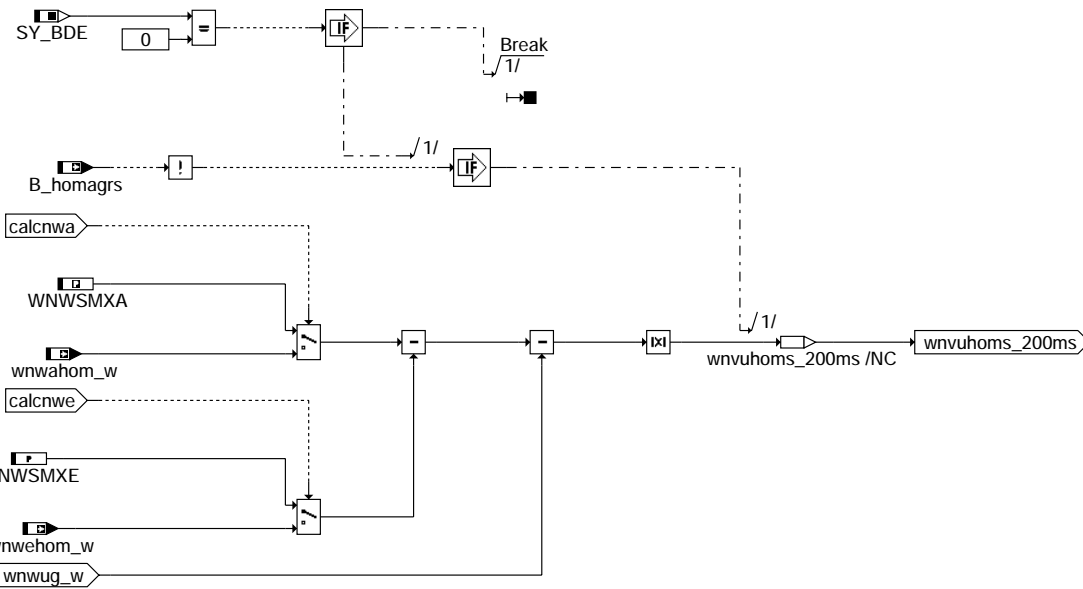 SY_BDE
0
=
IF
Break
1/
1/
B_homagrs
!
IF
calcnwa
WNWSMXA
1/
wnwahom_w
-
-
|x|
wnvuhoms_200ms /NC
wnvuhoms_200ms
calcnwe
NWSMXE
nwehom_w
wnwug_w